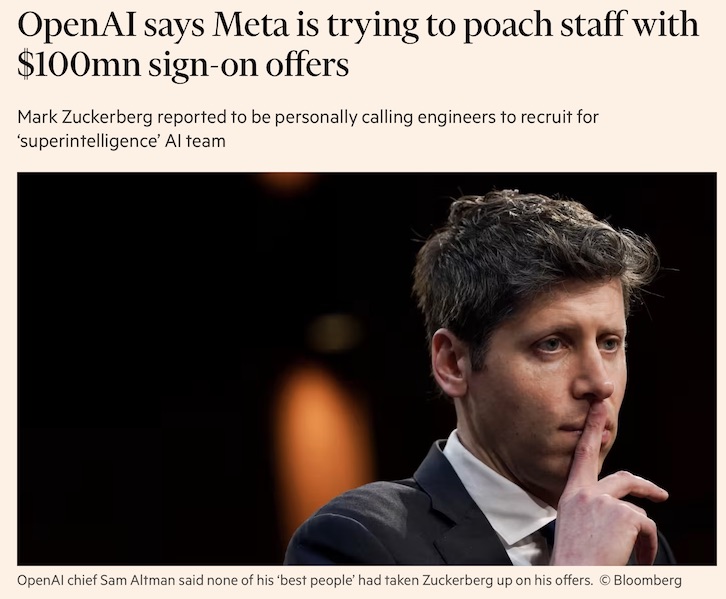 OpenAI says Meta is trying to poach staff with
$100mn sign-on offers
Mark Zuckerberg reported to be personally calling engineers to recruit for
‘superintelligence’ AI team
OpenAI chief Sam Altman said none of his ‘best people’ had taken Zuckerberg up on his offers. © Bloomberg